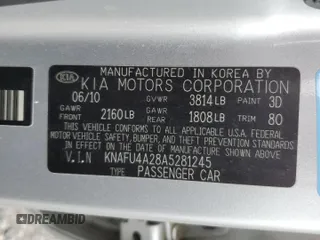 MANUFACTURED IN KOREA BY
KIA KIA MOTORS CORPORATION
06/10 GVWR 3814LB PAINT 3D
GAWR FRONT 2160LB GAWR REAR 1808LB TRIM 80
THIS VEHICLE CONFORMS TO ALL APPLICABLE FEDERAL
MOTOR VEHICLE SAFETY, BUMPER, AND THEFT
PREVENTION STANDARDS IN EFFECT ON THE DATE OF
MANUFACTURE SHOWN ABOVE.
V.I.N KNAFU4A28A5281245
TYPE PASSENGER CAR
© AutoBidMaster